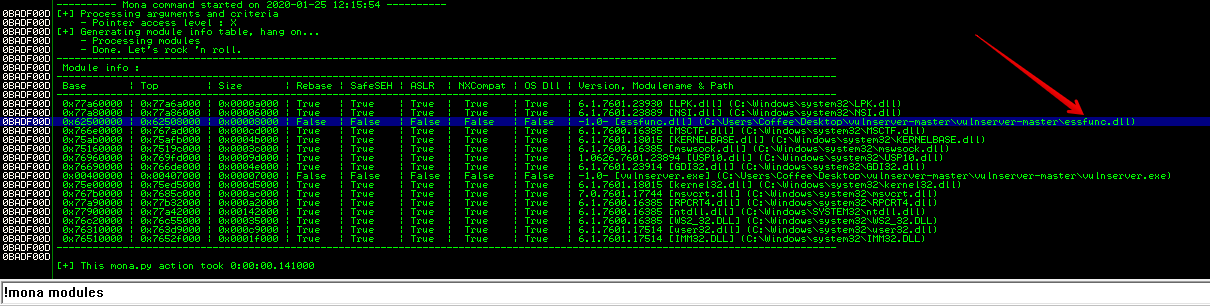 ---------- Mona command started on 2020-01-25 12:15:54 ----------
0BADF00D [+] Processing arguments and criteria
0BADF00D     - Pointer access level : X
0BADF00D [+] Generating module info table, hang on...
0BADF00D     - Processing modules
0BADF00D     - Done. Let's rock 'n roll.
0BADF00D
0BADF00D Module info :
0BADF00D
0BADF00D Base | Top | Size | Rebase | SafeSEH | ASLR | NXCompat | OS Dll | Version, Modulename & Path
0BADF00D
0BADF00D 0x77a60000 | 0x77a6a000 | 0x0000a000 | True | True | True | True | True | 6.1.7601.23930 [LPK.dll] (C:\Windows\system32\LPK.dll)
0BADF00D 0x77a80000 | 0x77a86000 | 0x00006000 | True | True | True | True | True | 6.1.7601.23889 [NSI.dll] (C:\Windows\system32\NSI.dll)
0BADF00D 0x62500000 | 0x62508000 | 0x00008000 | False | False | False | False | False | -1.0- [essfunc.dll] (C:\Users\Coffee\Desktop\vulnserver-master\vulnserver-master\essfunc.dll)
0BADF00D 0x766e0000 | 0x767ad000 | 0x000cd000 | True | True | True | True | True | 6.1.7600.16385 [MSCTF.dll] (C:\Windows\system32\MSCTF.dll)
0BADF00D 0x75ab0000 | 0x75afb000 | 0x0004b000 | True | True | True | True | True | 6.1.7601.18015 [KERNELBASE.dll] (C:\Windows\system32\KERNELBASE.dll)
0BADF00D 0x75160000 | 0x7519c000 | 0x0003c000 | True | True | True | True | True | 6.1.7600.16385 [mswsock.dll] (C:\Windows\system32\mswsock.dll)
0BADF00D 0x76960000 | 0x769fd000 | 0x0009d000 | True | True | True | True | True | 1.0626.7601.23894 [USP10.dll] (C:\Windows\system32\USP10.dll)
0BADF00D 0x76690000 | 0x766de000 | 0x0004e000 | True | True | True | True | True | 6.1.7601.23914 [GDI32.dll] (C:\Windows\system32\GDI32.dll)
0BADF00D 0x00400000 | 0x00407000 | 0x00007000 | False | False | False | False | False | -1.0- [vulnserver.exe] (C:\Users\Coffee\Desktop\vulnserver-master\vulnserver-master\vulnserver.exe)
0BADF00D 0x75e00000 | 0x75ed5000 | 0x000d5000 | True | True | True | True | True | 6.1.7601.18015 [kernel32.dll] (C:\Windows\system32\kernel32.dll)
0BADF00D 0x767b0000 | 0x7685c000 | 0x000ac000 | True | True | True | True | True | 7.0.7601.17744 [msvcrt.dll] (C:\Windows\system32\msvcrt.dll)
0BADF00D 0x77a90000 | 0x77b32000 | 0x000a2000 | True | True | True | True | True | 6.1.7600.16385 [RPCRT4.dll] (C:\Windows\system32\RPCRT4.dll)
0BADF00D 0x77900000 | 0x77a42000 | 0x00142000 | True | True | True | True | True | 6.1.7600.16385 [ntdll.dll] (C:\Windows\SYSTEM32\ntdll.dll)
0BADF00D 0x76c20000 | 0x76c55000 | 0x00035000 | True | True | True | True | True | 6.1.7600.16385 [WS2_32.DLL] (C:\Windows\system32\WS2_32.DLL)
0BADF00D 0x76310000 | 0x763d9000 | 0x000c9000 | True | True | True | True | True | 6.1.7601.17514 [user32.dll] (C:\Windows\system32\user32.dll)
0BADF00D 0x76510000 | 0x7652f000 | 0x0001f000 | True | True | True | True | True | 6.1.7601.17514 [IMM32.DLL] (C:\Windows\system32\IMM32.DLL)
0BADF00D
0BADF00D
[+] This mona.py action took 0:00:00.141000
!mona modules